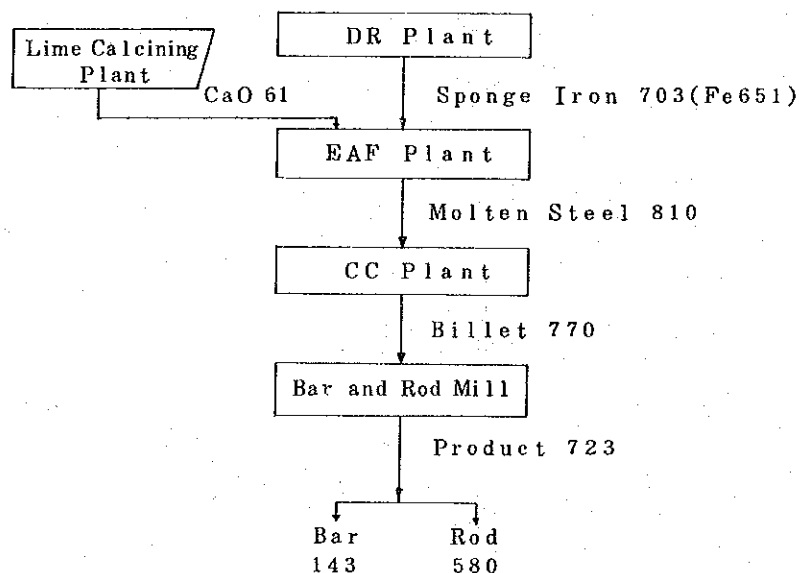 Lime Calcining
Plant
DR Plant
CaO 61
Sponge Iron 703(Fe651)
EAF Plant
Molten Steel 810
CC Plant
Billet 770
Bar and Rod Mill
Product 723
Bar
143
Rod
580